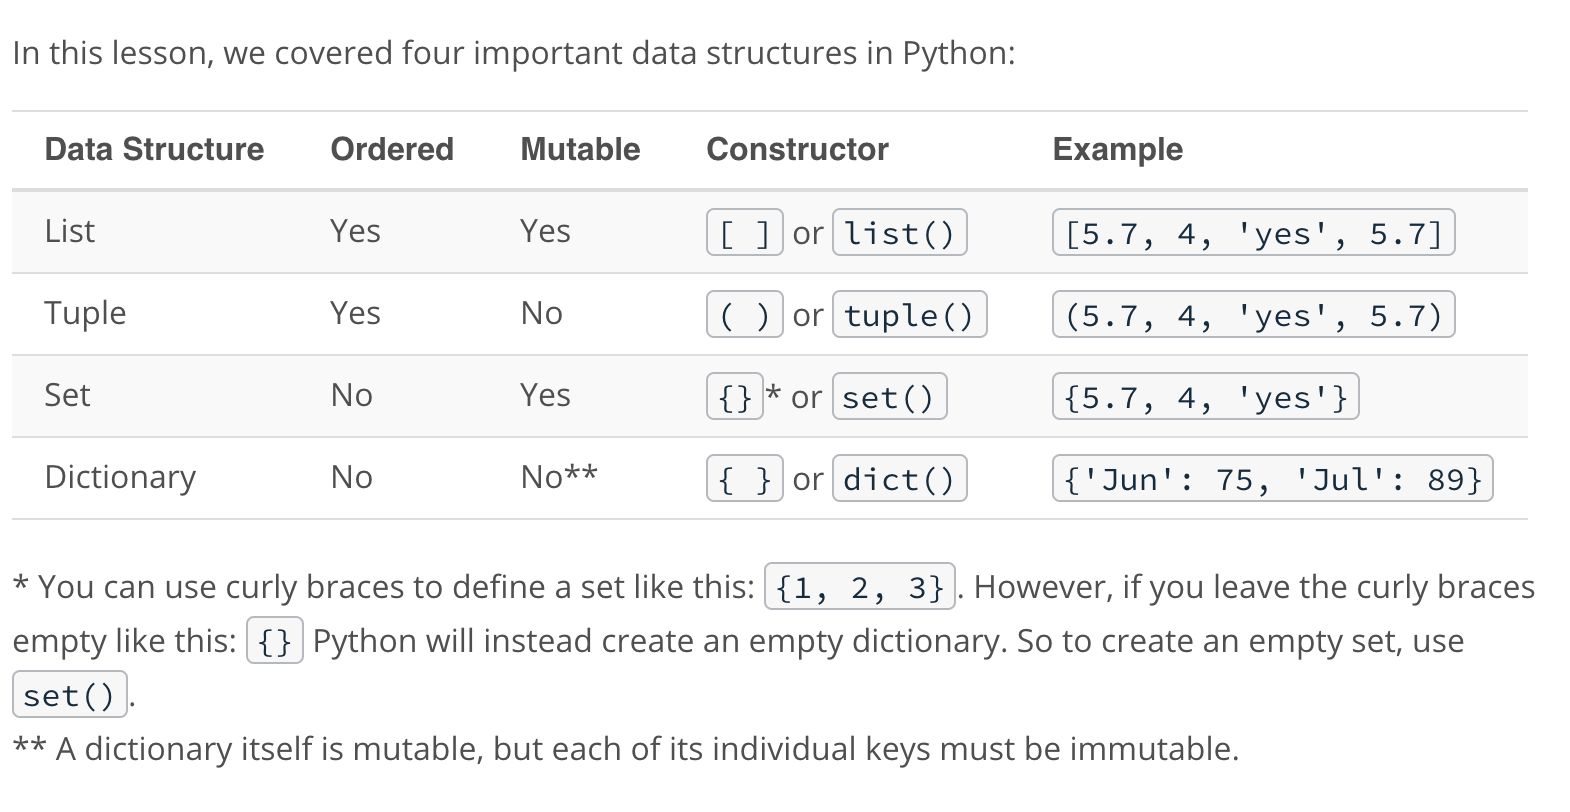 In this lesson, we covered four important data structures in Python:
Data Structure Ordered Mutable Constructor Example
List Yes Yes [ ] or list() [5.7, 4, 'yes', 5.7]
Tuple Yes No ( ) or tuple() (5.7, 4, 'yes', 5.7)
Set No Yes {}* or set() {5.7, 4, 'yes'}
Dictionary No No** { } or dict() {'Jun': 75, 'Jul': 89}
* You can use curly braces to define a set like this: {1, 2, 3}. However, if you leave the curly braces
empty like this: {} Python will instead create an empty dictionary. So to create an empty set, use
set().
** A dictionary itself is mutable, but each of its individual keys must be immutable.